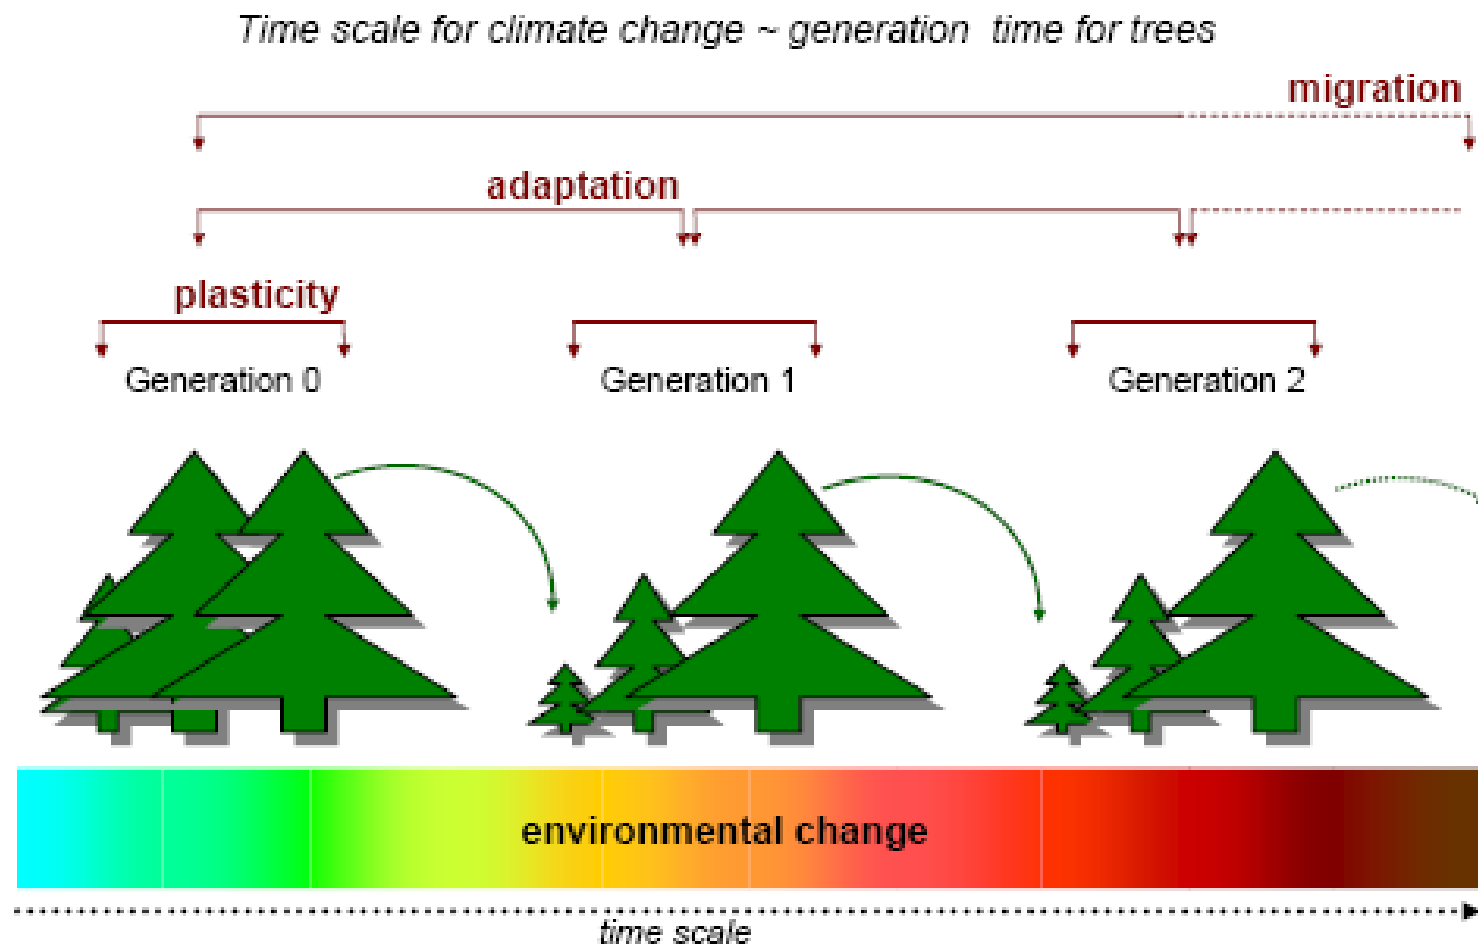 Time scale for climate change ~ generation time for trees
migration
adaptation
plasticity
Generation 0
Generation 1
Generation 2
environmental change
time scale